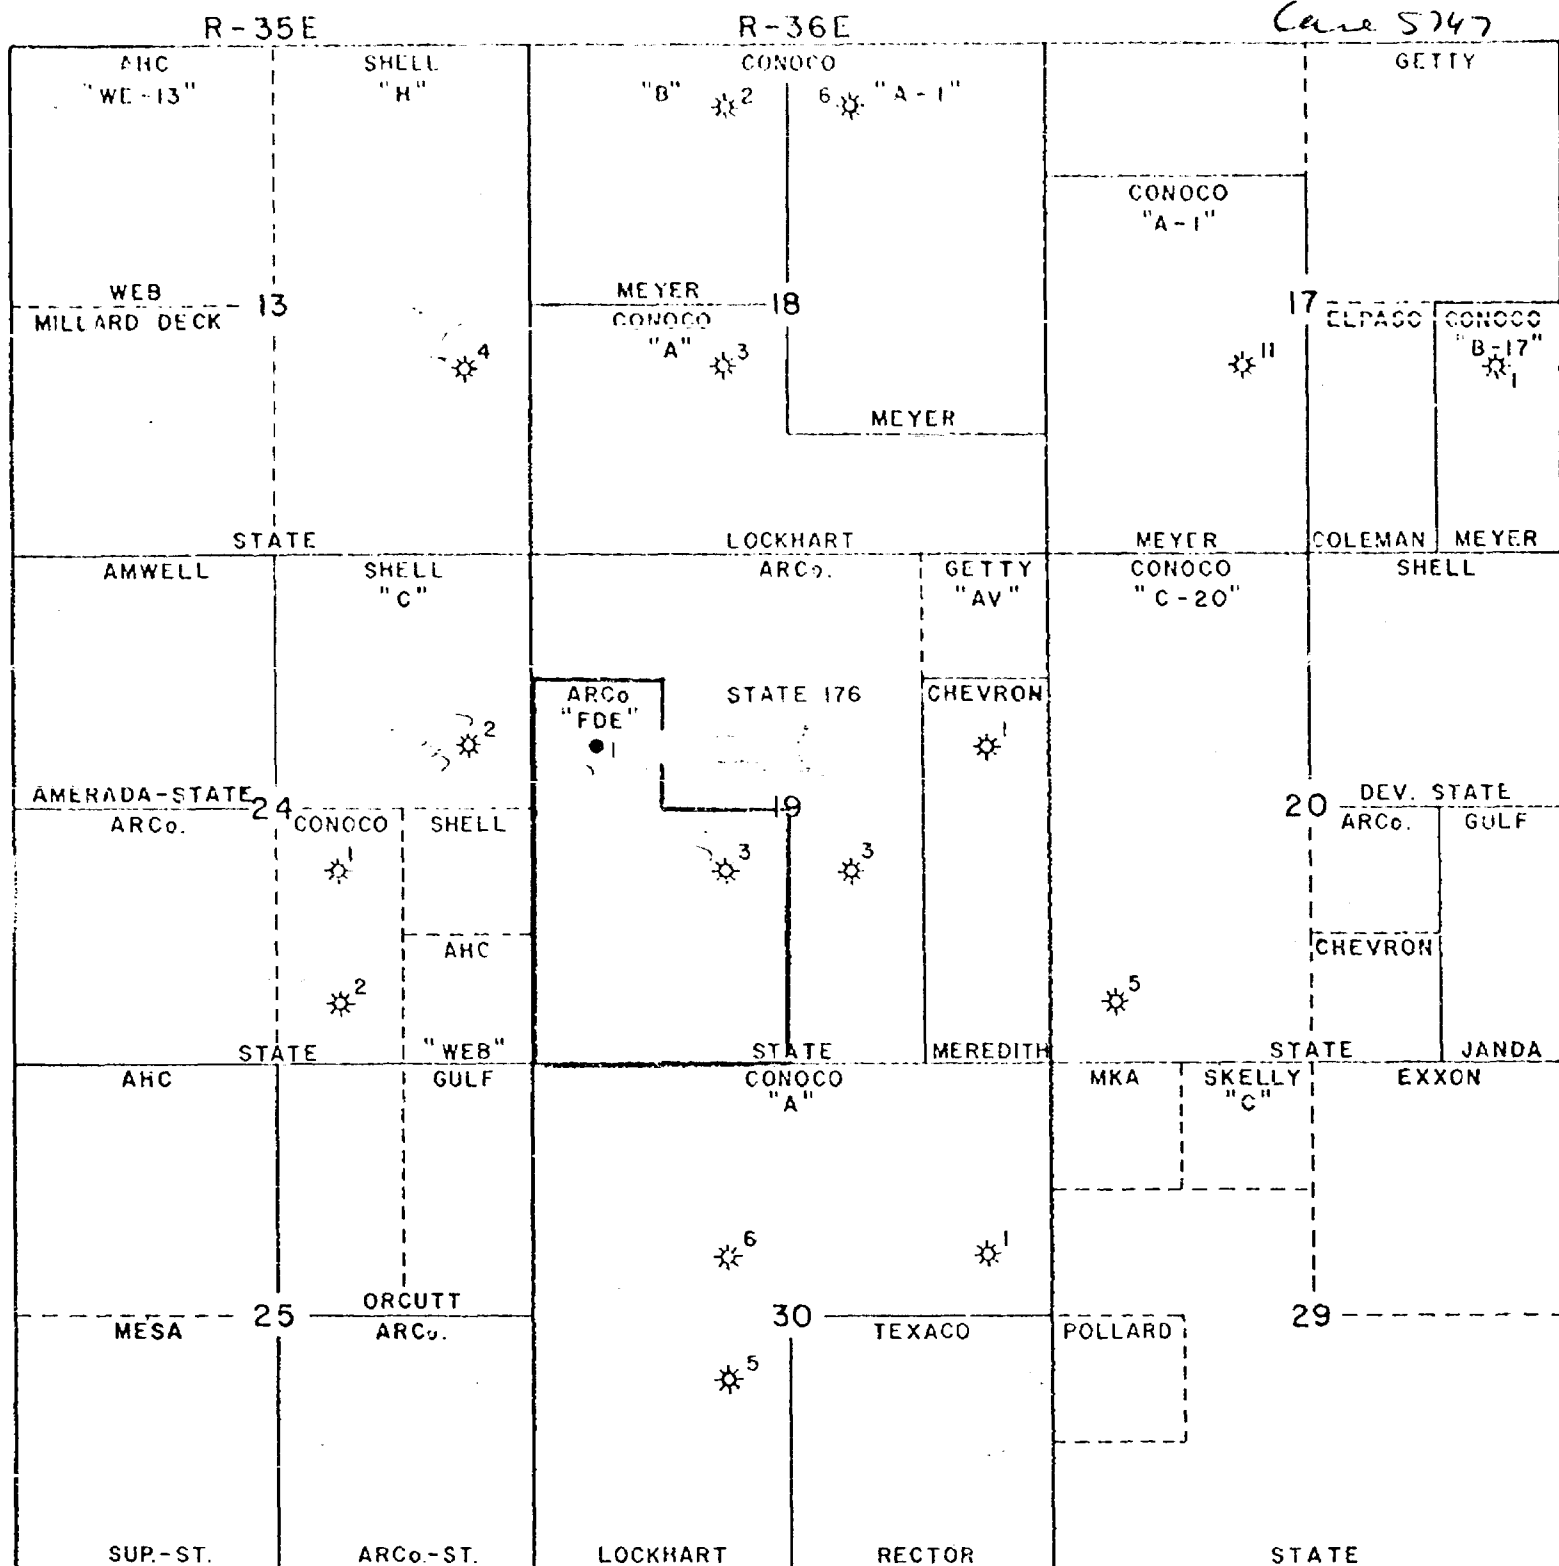 R-35E R-36E Case 5747
AHC SHELL CONOCO GETTY
"WE-13" "H" "B" 2 6 "A-1"
CONOCO
"A-1"
WEB 13 MEYER 18 17
MILLARD DECK CONOCO ELPASO CONOCO
"A" "B-17"
4 3 11 1
MEYER
STATE LOCKHART MEYER COLEMAN MEYER
AMWELL SHELL ARCo. GETTY CONOCO SHELL
"C" "AV" "C-20"
ARCo STATE 176 CHEVRON
"FDE"
2 1 1
AMERADA-STATE 24 19 20 DEV. STATE
ARCo. CONOCO SHELL ARCo. GULF
1 3 3
AHC CHEVRON
2 5
STATE "WEB" STATE MEREDITH STATE JANDA
AHC GULF CONOCO MKA SKELLY EXXON
"A" "C"
6 1
ORCUTT
25 30 29
MESA ARCo. TEXACO POLLARD
5
SUP.-ST. ARCo.-ST. LOCKHART RECTOR STATE